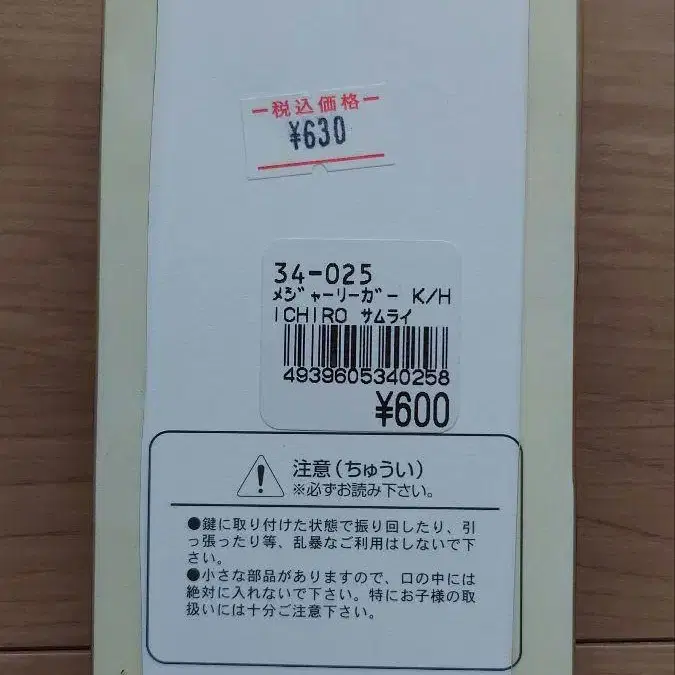 ー税込価格ー
¥630
34-025
ﾒｼﾞｬｰﾘｰｶﾞｰ K/H
ICHIRO ｻﾑﾗｲ
4939605340258
¥600
注意(ちゅうい)
※必ずお読み下さい。
●鍵に取り付けた状態で振り回したり、引
っ張ったり等、乱暴なご利用はしないで下
さい。
●小さな部品がありますので、口の中には
絶対に入れないで下さい。特にお子様の取
扱いには十分ご注意下さい。